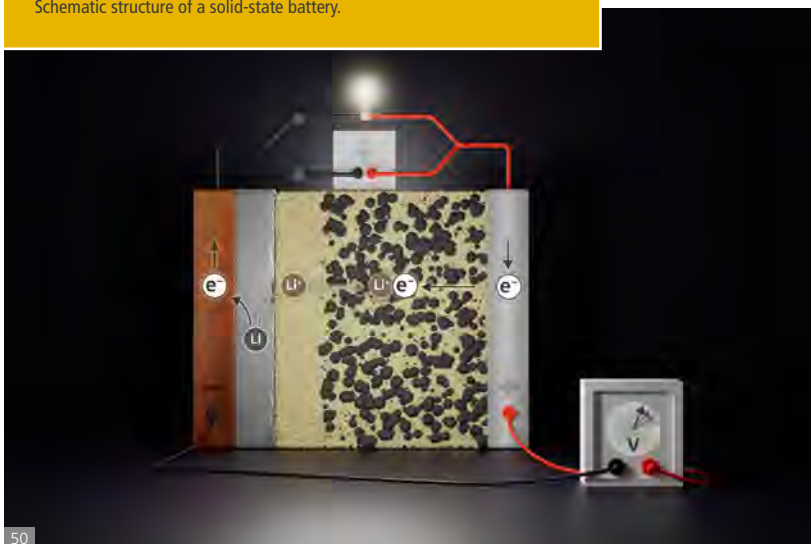 Schematic structure of a solid-state battery.
e⁻
Li⁺
Li⁺
e⁻
e⁻
Li
−
+
V
50